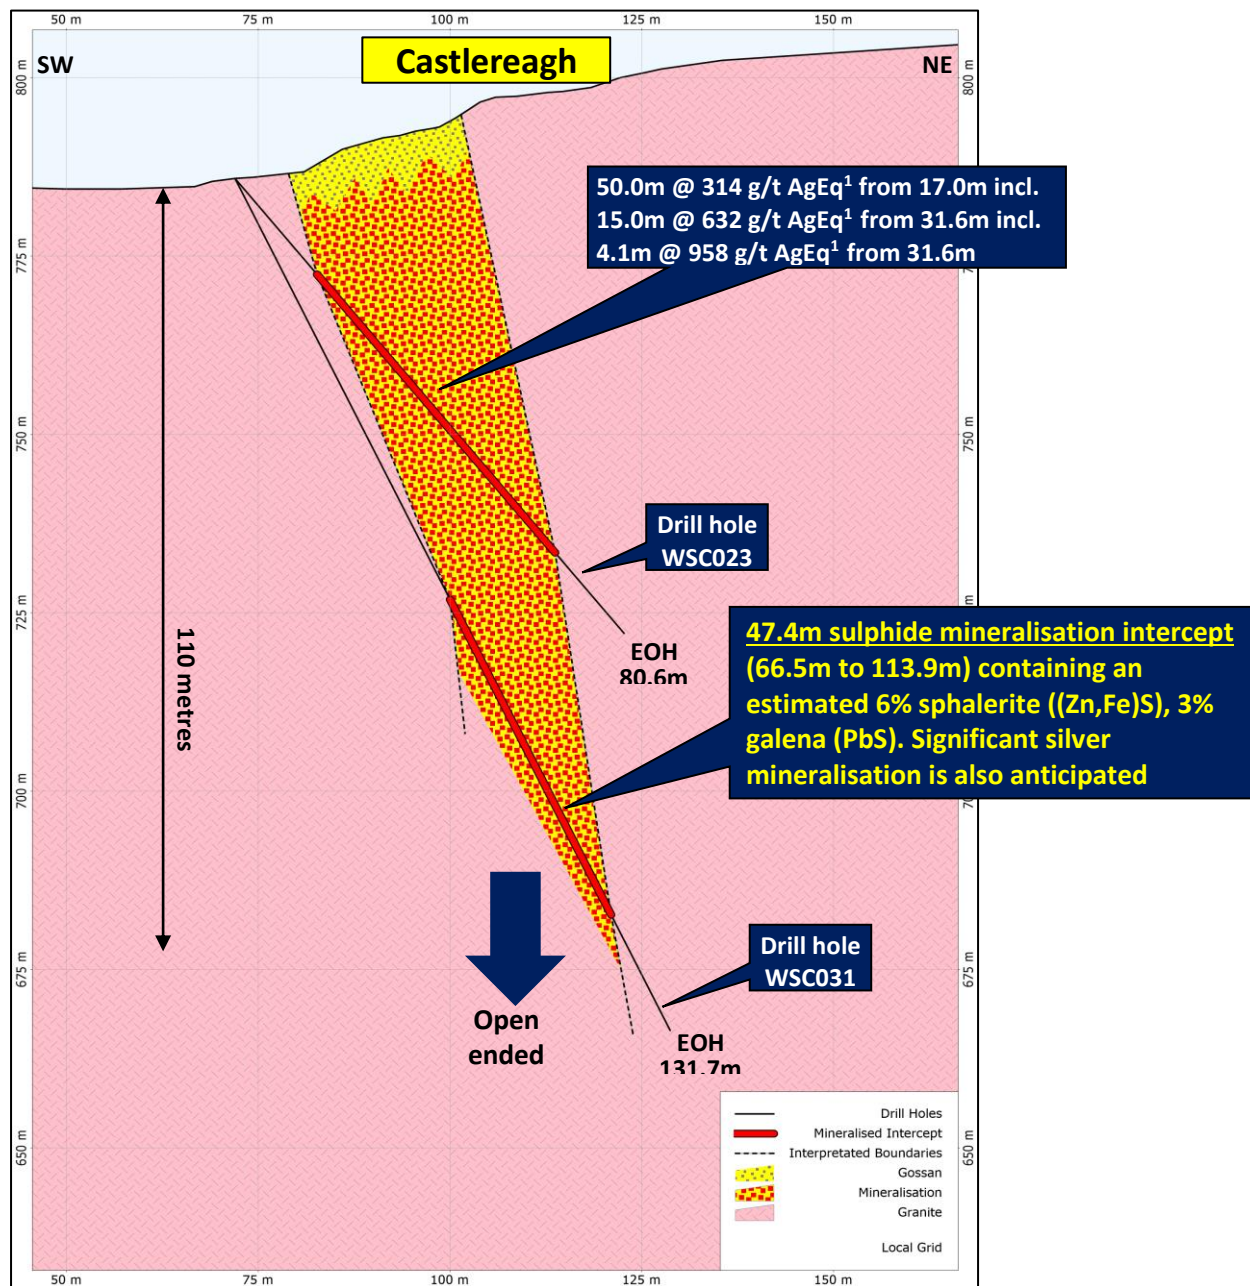 50 m 75 m 100 m 125 m 150 m
Castlereagh
SW
NE
800 m
800 m
50.0m @ 314 g/t AgEq¹ from 17.0m incl.
15.0m @ 632 g/t AgEq¹ from 31.6m incl.
4.1m @ 958 g/t AgEq¹ from 31.6m
775 m
750 m
750 m
Drill hole
WSC023
725 m
EOH
80.6m
110 metres
47.4m sulphide mineralisation intercept
(66.5m to 113.9m) containing an
estimated 6% sphalerite ((Zn,Fe)S), 3%
galena (PbS). Significant silver
mineralisation is also anticipated
700 m
Drill hole
WSC031
675 m
675 m
Open
ended
EOH
131.7m
650 m
650 m
Drill Holes
Mineralised Intercept
Interpretated Boundaries
Gossan
Mineralisation
Granite
Local Grid
50 m 75 m 100 m 125 m 150 m